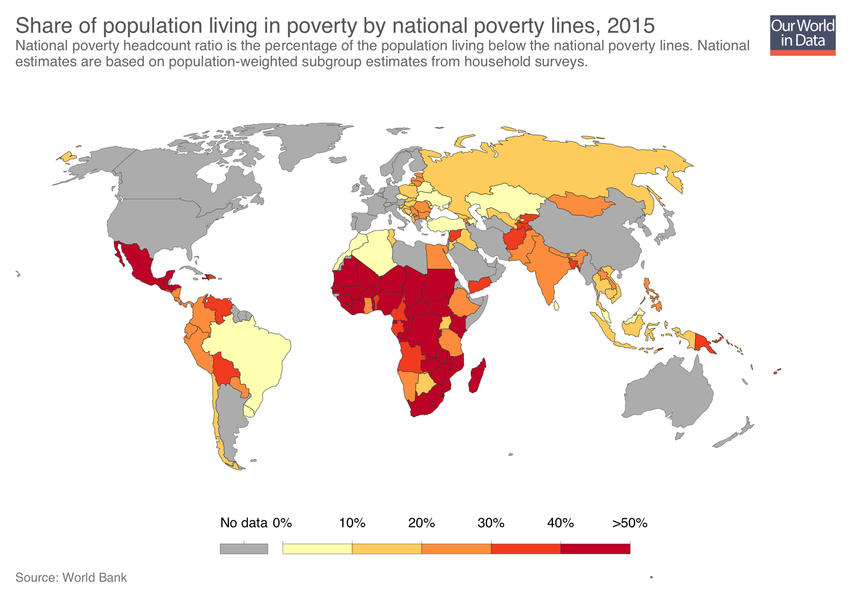 Share of population living in poverty by national poverty lines, 2015
National poverty headcount ratio is the percentage of the population living below the national poverty lines. National
estimates are based on population-weighted subgroup estimates from household surveys.
Our World
in Data
No data 0% 10% 20% 30% 40% >50%
Source: World Bank